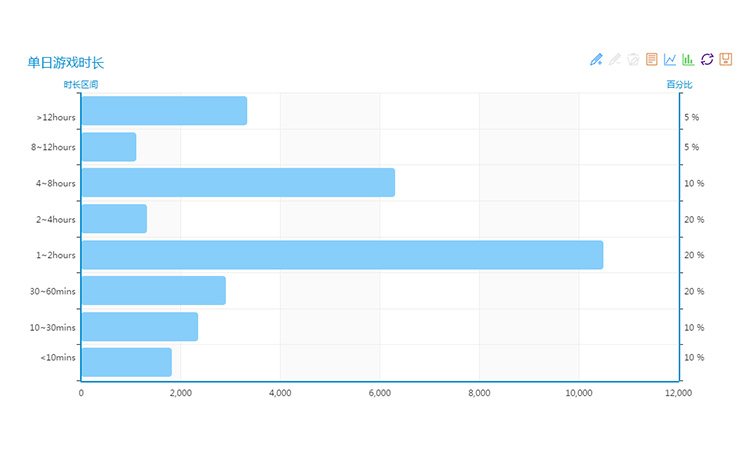 单日游戏时长
时长区间 百分比
>12hours 5 %
8~12hours 5 %
4~8hours 10 %
2~4hours 20 %
1~2hours 20 %
30~60mins 20 %
10~30mins 10 %
<10mins 10 %
0 2,000 4,000 6,000 8,000 10,000 12,000